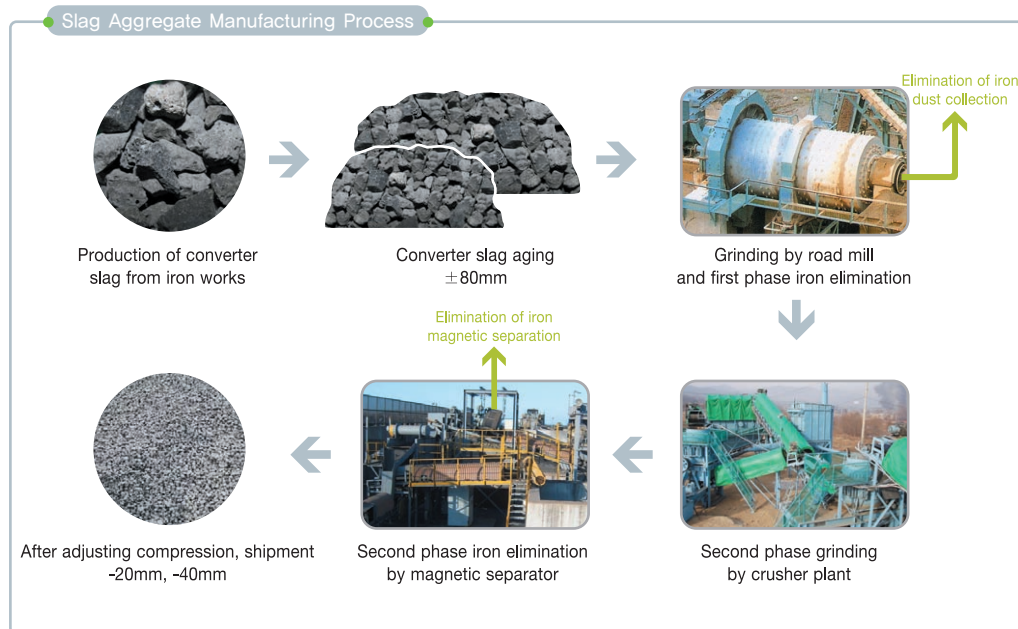 Slag Aggregate Manufacturing Process
Production of converter
slag from iron works
Converter slag aging
±80mm
Elimination of iron
dust collection
Grinding by road mill
and first phase iron elimination
Second phase grinding
by crusher plant
Elimination of iron
magnetic separation
Second phase iron elimination
by magnetic separator
After adjusting compression, shipment
-20mm, -40mm